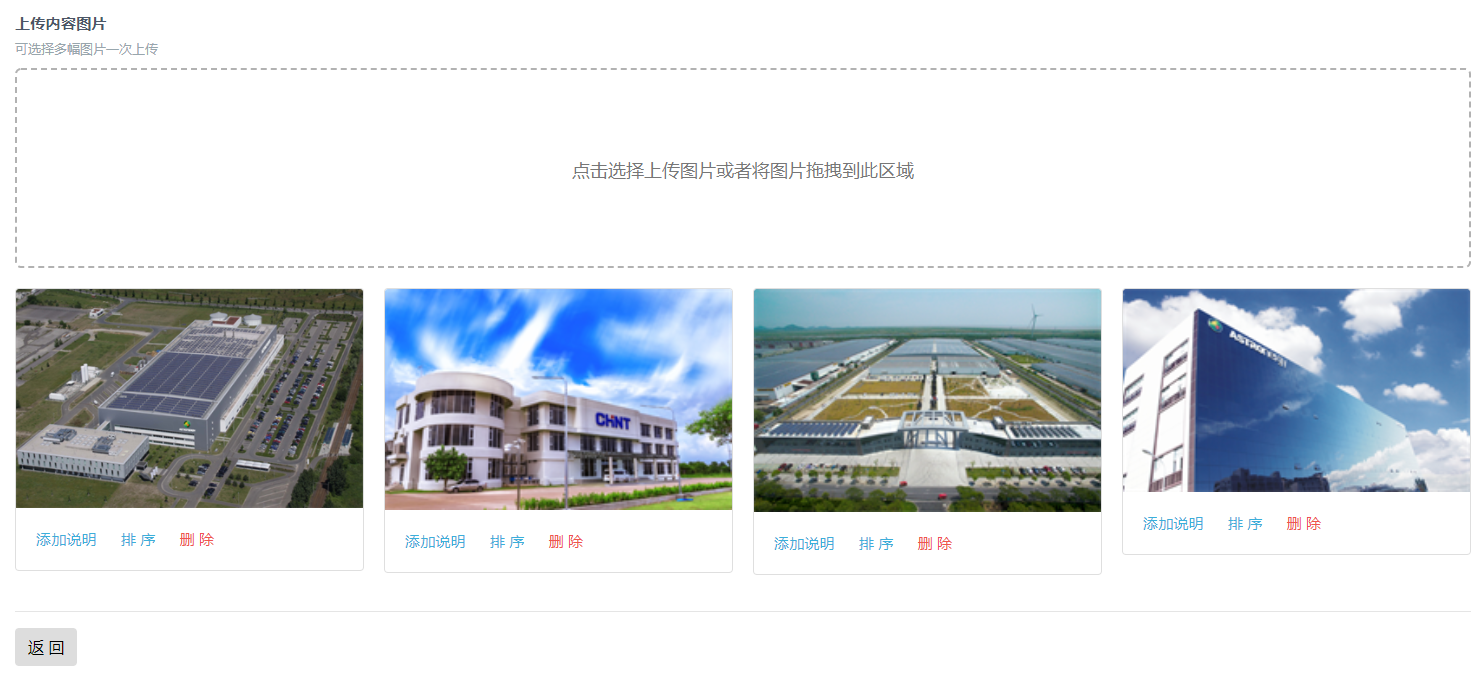 上传内容图片
可选择多幅图片一次上传
点击选择上传图片或者将图片拖拽到此区域
CHNT
添加说明 排 序 删 除
添加说明 排 序 删 除
添加说明 排 序 删 除
添加说明 排 序 删 除
返 回